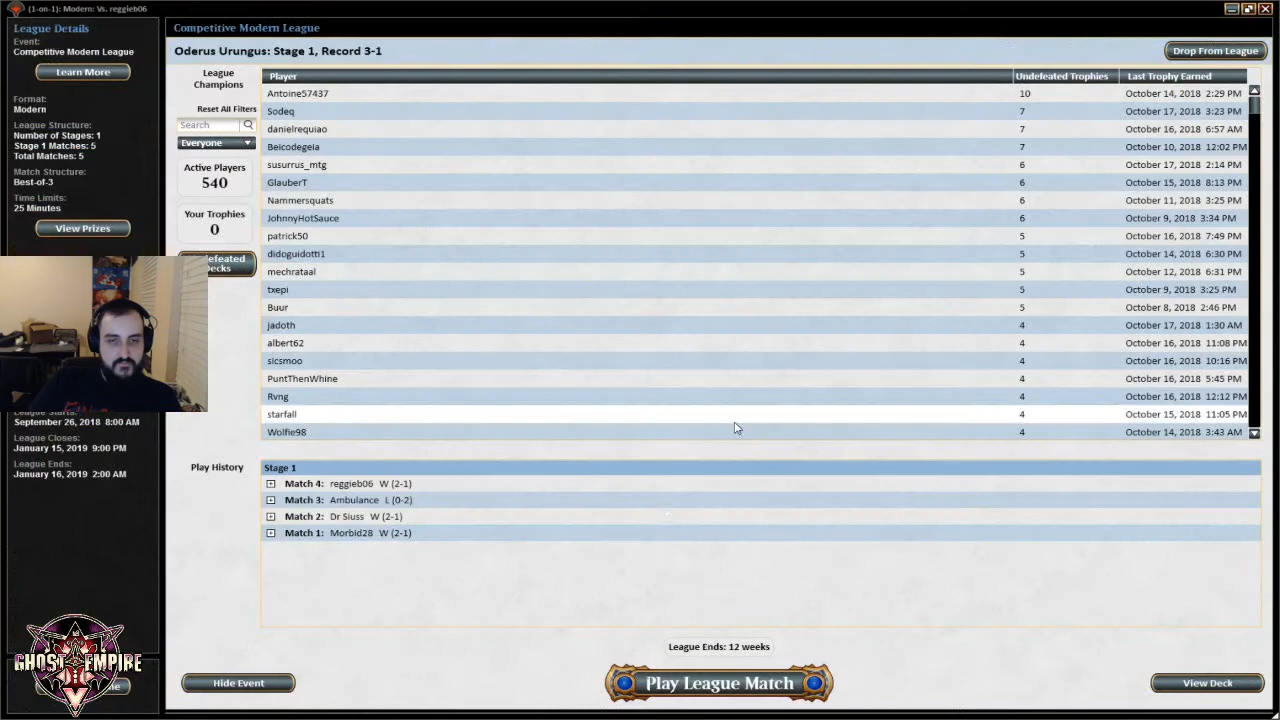 (1-on-1): Modern: Vs. reggieb06
League Details
Event:
Competitive Modern League
Learn More
Format:
Modern
League Structure:
Number of Stages: 1
Stage 1 Matches: 5
Total Matches: 5
Match Structure:
Best-of-3
Time Limits:
25 Minutes
View Prizes
September 26, 2018 8:00 AM
League Closes:
January 15, 2019 9:00 PM
League Ends:
January 16, 2019 2:00 AM
GHOST EMPIRE
Competitive Modern League
Oderus Urungus: Stage 1, Record 3-1
Drop From League
League
Champions
Reset All Filters
Search
Everyone
Active Players
540
Your Trophies
0
efeated
ecks
Player Undefeated Trophies Last Trophy Earned
Antoine57437 10 October 14, 2018 2:29 PM
Sodeq 7 October 17, 2018 3:23 PM
danielrequiao 7 October 16, 2018 6:57 AM
Beicodegeia 7 October 10, 2018 12:02 PM
susurrus_mtg 6 October 17, 2018 2:14 PM
GlauberT 6 October 15, 2018 8:13 PM
Nammersquats 6 October 11, 2018 3:25 PM
JohnnyHotSauce 6 October 9, 2018 3:34 PM
patrick50 5 October 16, 2018 7:49 PM
didoguidotti1 5 October 14, 2018 6:30 PM
mechrataal 5 October 12, 2018 6:31 PM
txepi 5 October 9, 2018 3:25 PM
Buur 5 October 8, 2018 2:46 PM
jadoth 4 October 17, 2018 1:30 AM
albert62 4 October 16, 2018 11:08 PM
sicsmoo 4 October 16, 2018 10:16 PM
PuntThenWhine 4 October 16, 2018 5:45 PM
Rvng 4 October 16, 2018 12:12 PM
starfall 4 October 15, 2018 11:05 PM
Wolfie98 4 October 14, 2018 3:43 AM
Play History
Stage 1
Match 4: reggieb06 W (2-1)
Match 3: Ambulance L (0-2)
Match 2: Dr Siuss W (2-1)
Match 1: Morbid28 W (2-1)
League Ends: 12 weeks
Hide Event
Play League Match
View Deck